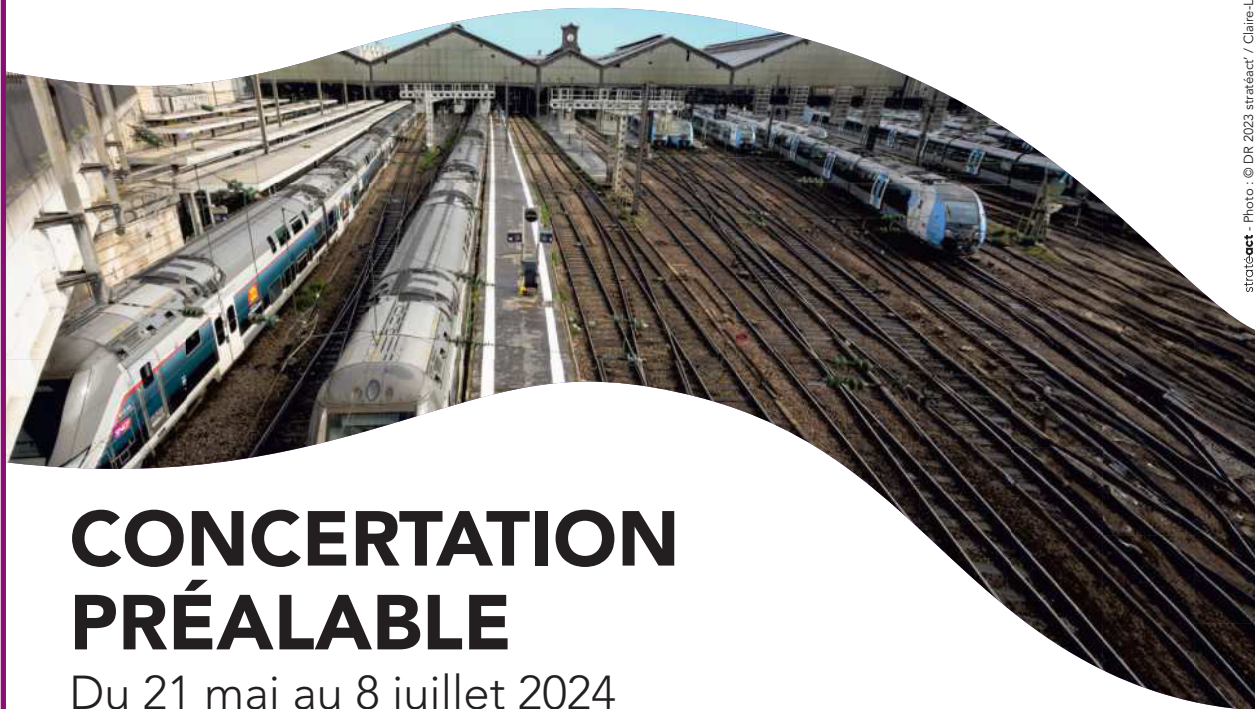 stratéact - Photo : © DR 2023 stratéact' / Claire-L
CONCERTATION
PRÉALABLE
Du 21 mai au 8 juillet 2024